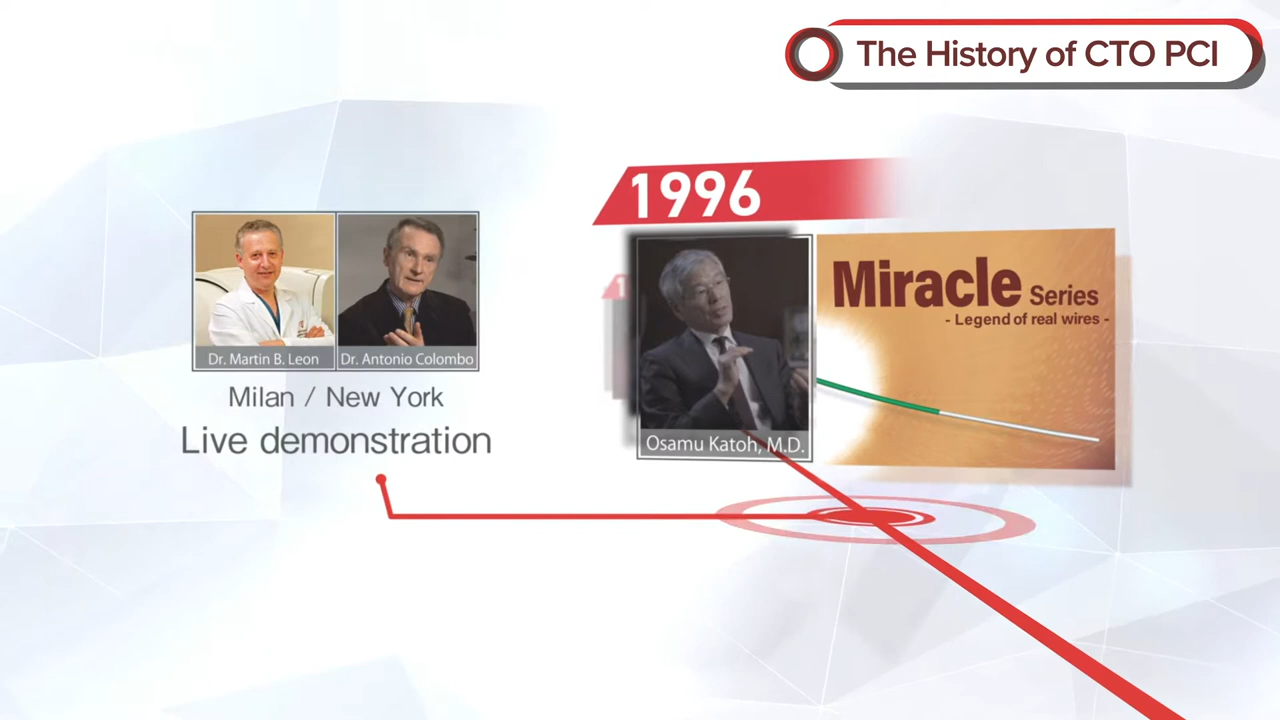 The History of CTO PCI
1996
Dr. Martin B. Leon
Dr. Antonio Colombo
Milan / New York
Live demonstration
Osamu Katoh, M.D.
Miracle Series
- Legend of real wires -